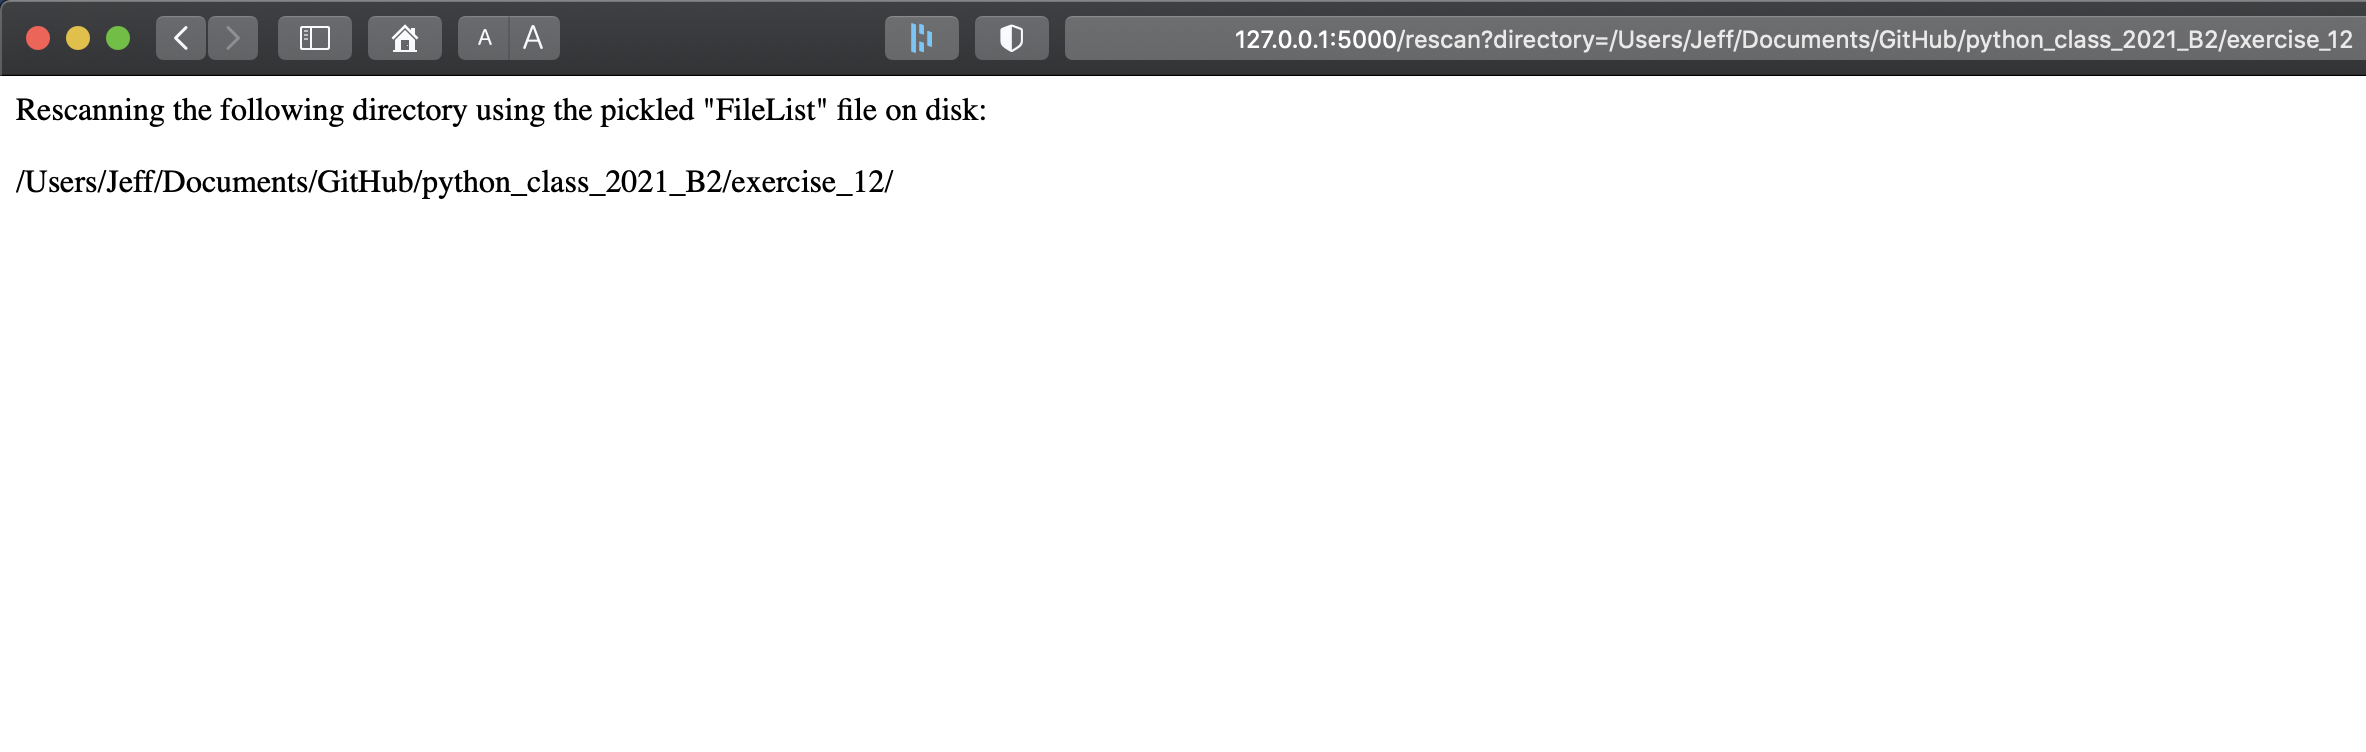 A A 127.0.0.1:5000/rescan?directory=/Users/Jeff/Documents/GitHub/python_class_2021_B2/exercise_12
Rescanning the following directory using the pickled "FileList" file on disk:
/Users/Jeff/Documents/GitHub/python_class_2021_B2/exercise_12/